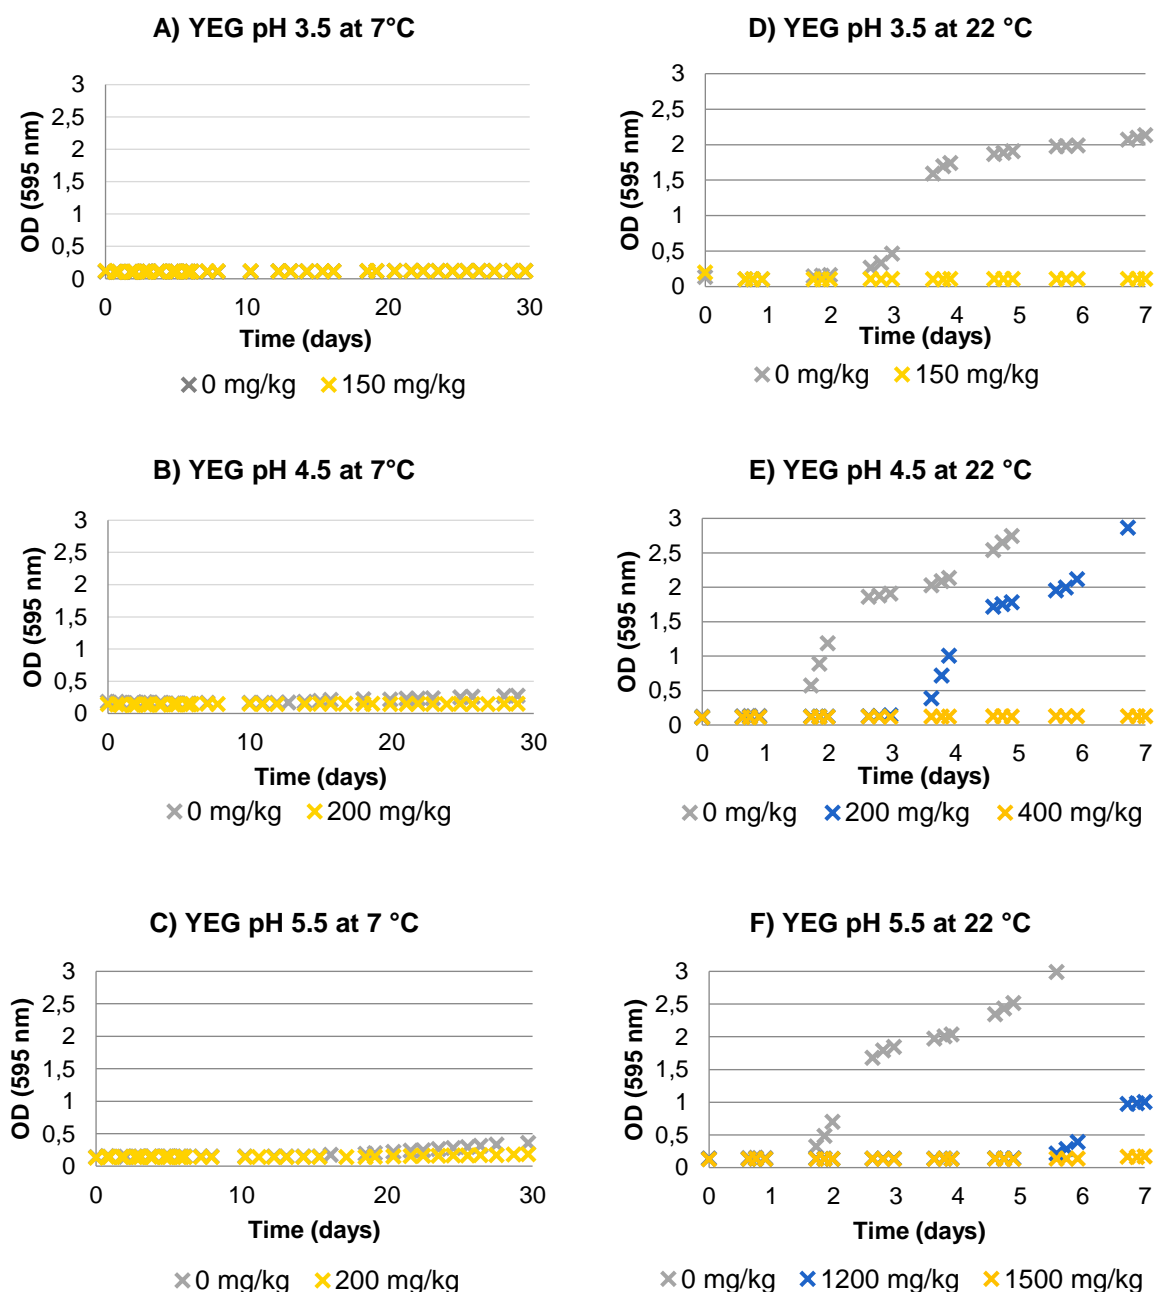 A) YEG pH 3.5 at 7°C
OD (595 nm)
3
2,5
2
1,5
1
0,5
0
0 10 20 30
Time (days)
0 mg/kg 150 mg/kg
D) YEG pH 3.5 at 22 °C
OD (595 nm)
3
2,5
2
1,5
1
0,5
0
0 1 2 3 4 5 6 7
Time (days)
0 mg/kg 150 mg/kg
B) YEG pH 4.5 at 7°C
OD (595 nm)
3
2,5
2
1,5
1
0,5
0
0 10 20 30
Time (days)
0 mg/kg 200 mg/kg
E) YEG pH 4.5 at 22 °C
OD (595 nm)
3
2,5
2
1,5
1
0,5
0
0 1 2 3 4 5 6 7
Time (days)
0 mg/kg 200 mg/kg 400 mg/kg
C) YEG pH 5.5 at 7 °C
OD (595 nm)
3
2,5
2
1,5
1
0,5
0
0 10 20 30
Time (days)
0 mg/kg 200 mg/kg
F) YEG pH 5.5 at 22 °C
OD (595 nm)
3
2,5
2
1,5
1
0,5
0
0 1 2 3 4 5 6 7
Time (days)
0 mg/kg 1200 mg/kg 1500 mg/kg